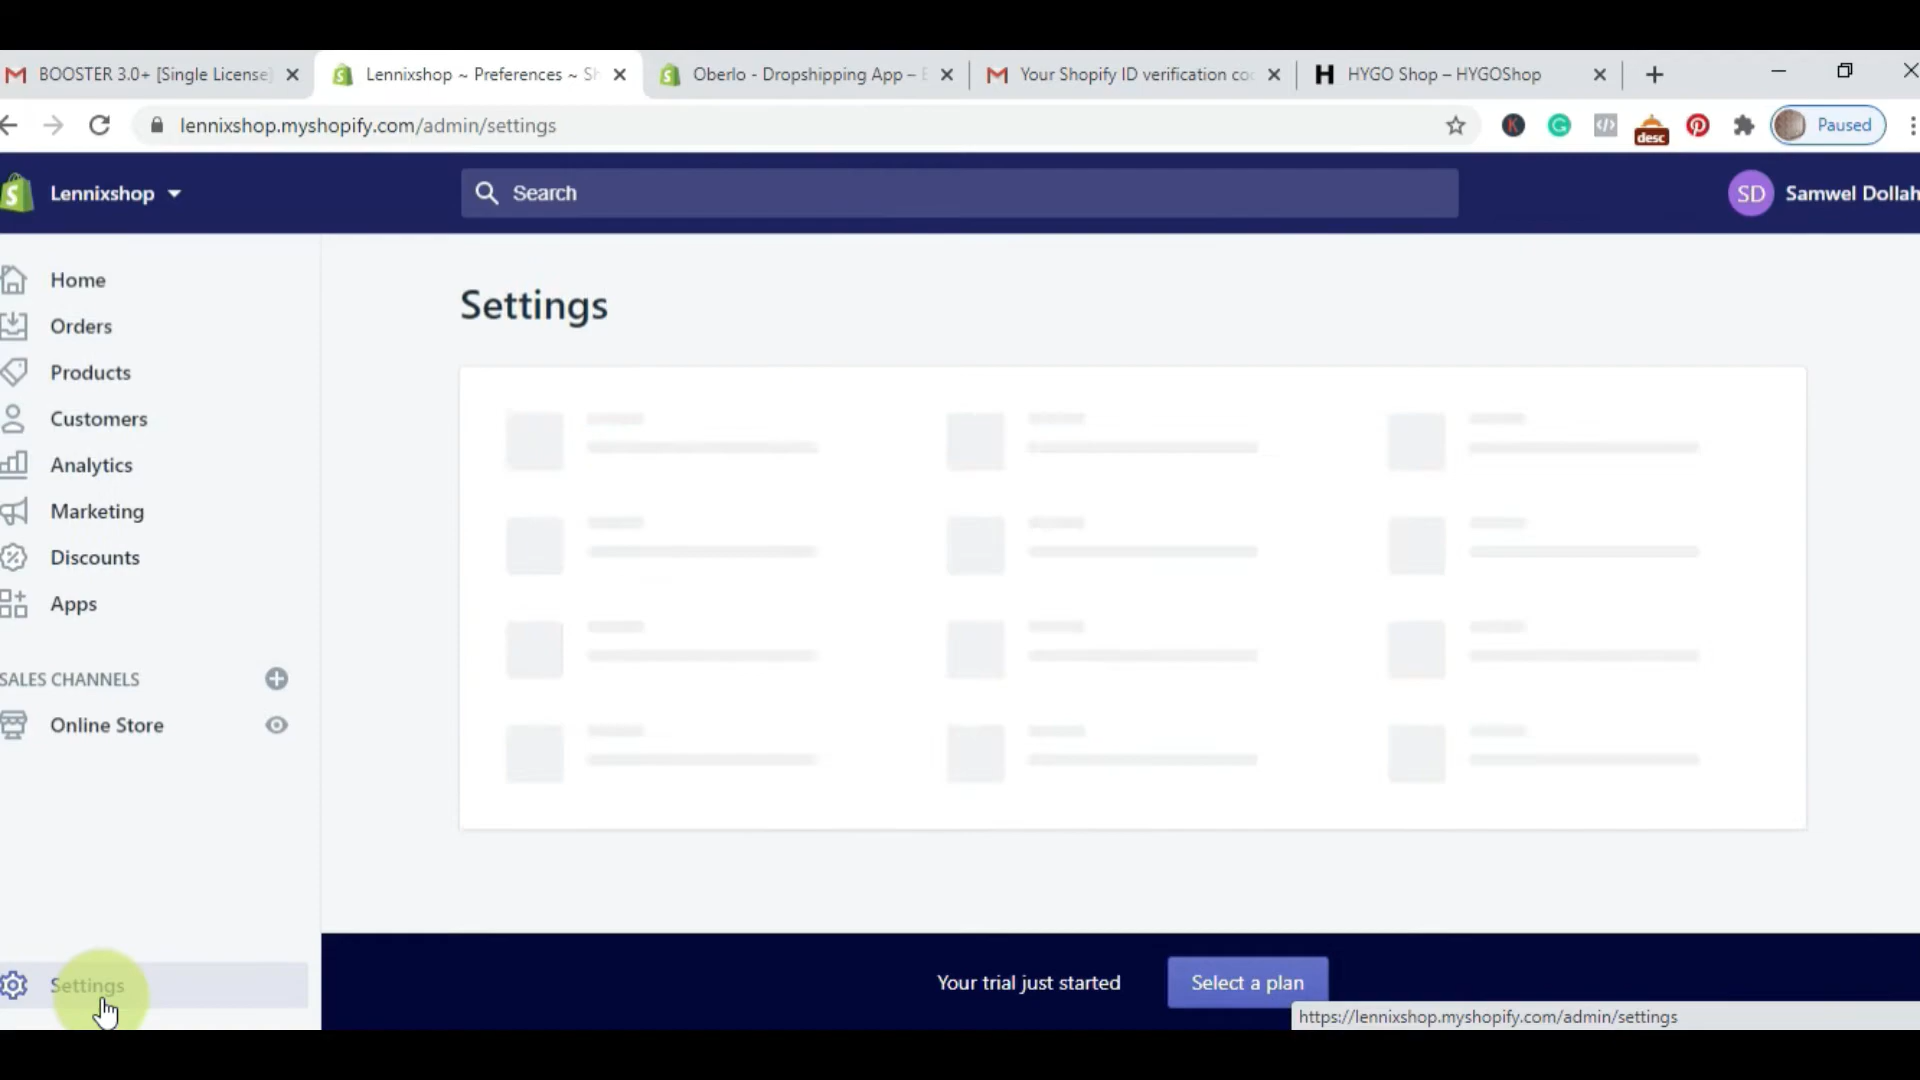 BOOSTER 3.0+ [Single License]
Lennixshop ~ Preferences ~ Sh
Oberlo - Dropshipping App – E
Your Shopify ID verification co
H HYGO Shop – HYGOShop
lennixshop.myshopify.com/admin/settings
K
G
desc
Paused
Lennixshop
Search
SD
Samwel Dollah
Home
Orders
Products
Customers
Analytics
Marketing
Discounts
Apps
SALES CHANNELS
Online Store
Settings
Settings
Your trial just started
Select a plan
https://lennixshop.myshopify.com/admin/settings